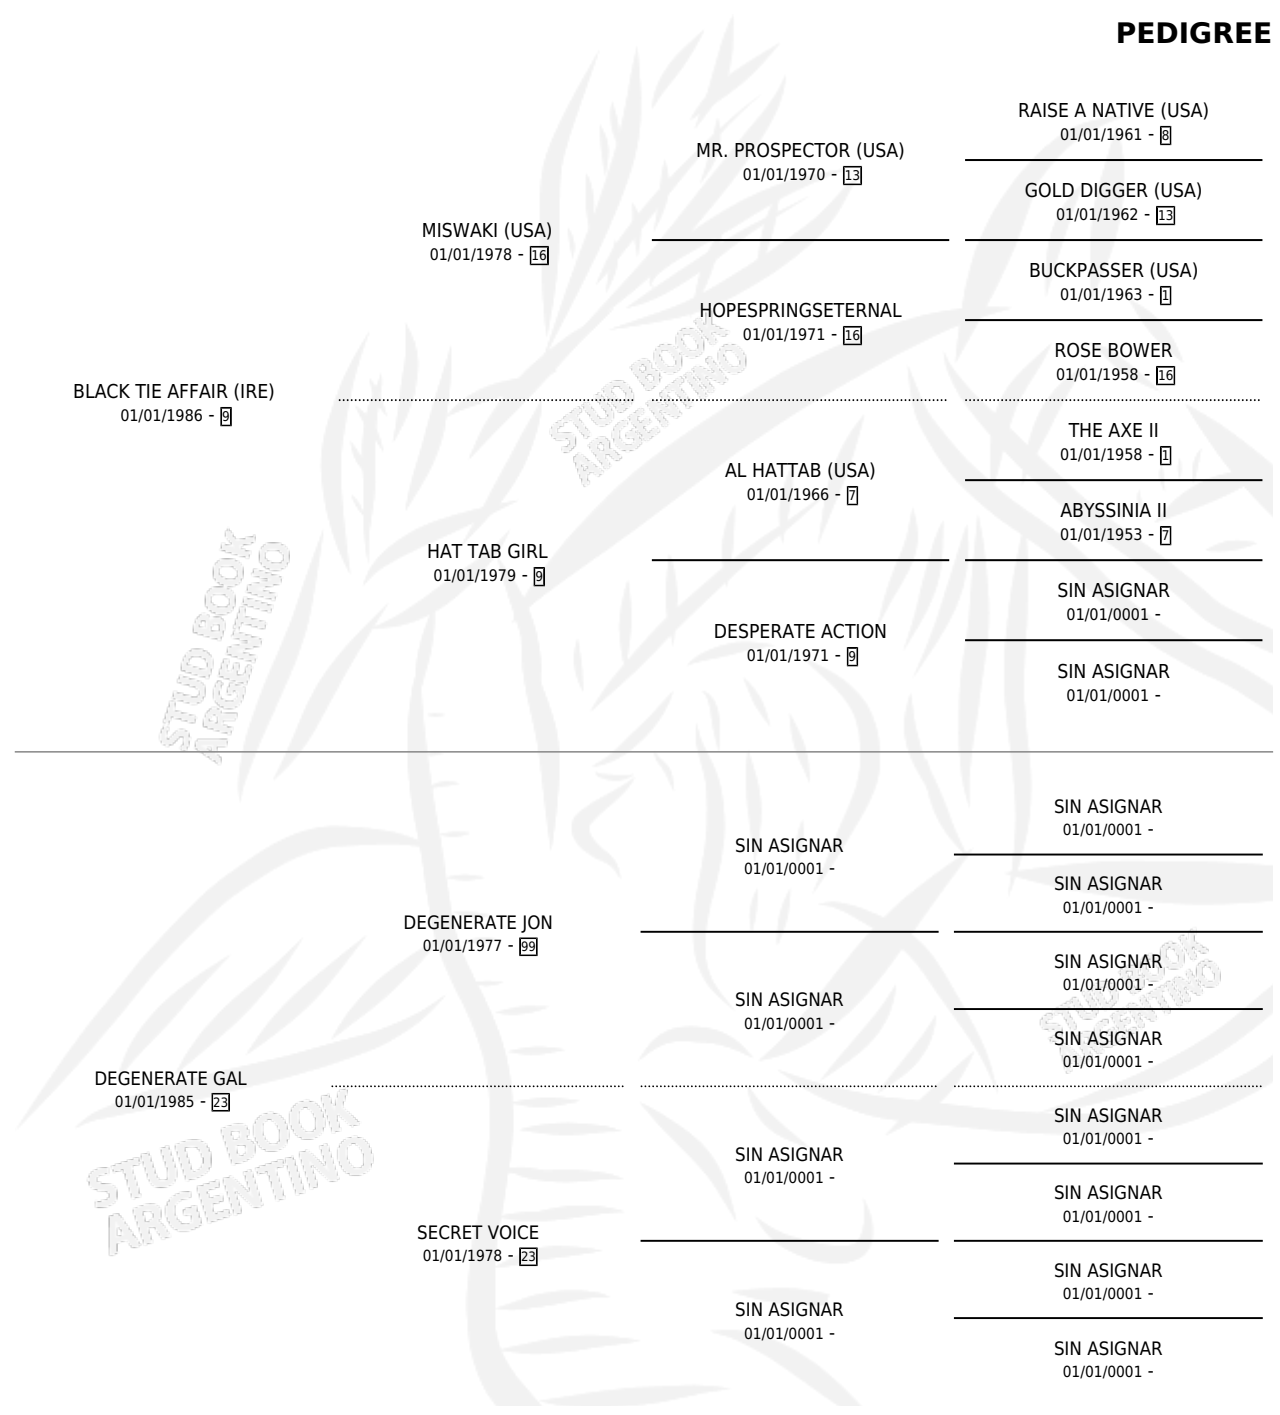 PEDIGREE
RAISE A NATIVE (USA)
01/01/1961 - 8
MR. PROSPECTOR (USA)
01/01/1970 - 13
GOLD DIGGER (USA)
01/01/1962 - 13
MISWAKI (USA)
01/01/1978 - 16
BUCKPASSER (USA)
01/01/1963 - 1
HOPESPRINGSETERNAL
01/01/1971 - 16
ROSE BOWER
01/01/1958 - 16
BLACK TIE AFFAIR (IRE)
01/01/1986 - 9
THE AXE II
01/01/1958 - 1
AL HATTAB (USA)
01/01/1966 - 7
ABYSSINIA II
01/01/1953 - 7
HAT TAB GIRL
01/01/1979 - 9
SIN ASIGNAR
01/01/0001 -
DESPERATE ACTION
01/01/1971 - 9
SIN ASIGNAR
01/01/0001 -
SIN ASIGNAR
01/01/0001 -
SIN ASIGNAR
01/01/0001 -
SIN ASIGNAR
01/01/0001 -
DEGENERATE JON
01/01/1977 - 99
SIN ASIGNAR
01/01/0001 -
SIN ASIGNAR
01/01/0001 -
SIN ASIGNAR
01/01/0001 -
DEGENERATE GAL
01/01/1985 - 23
SIN ASIGNAR
01/01/0001 -
SIN ASIGNAR
01/01/0001 -
SIN ASIGNAR
01/01/0001 -
SECRET VOICE
01/01/1978 - 23
SIN ASIGNAR
01/01/0001 -
SIN ASIGNAR
01/01/0001 -
SIN ASIGNAR
01/01/0001 -
STUD BOOK
ARGENTINO
STUD BOOK
ARGENTINO
STUD BOOK
ARGENTINO
STUD BOOK
ARGENTINO